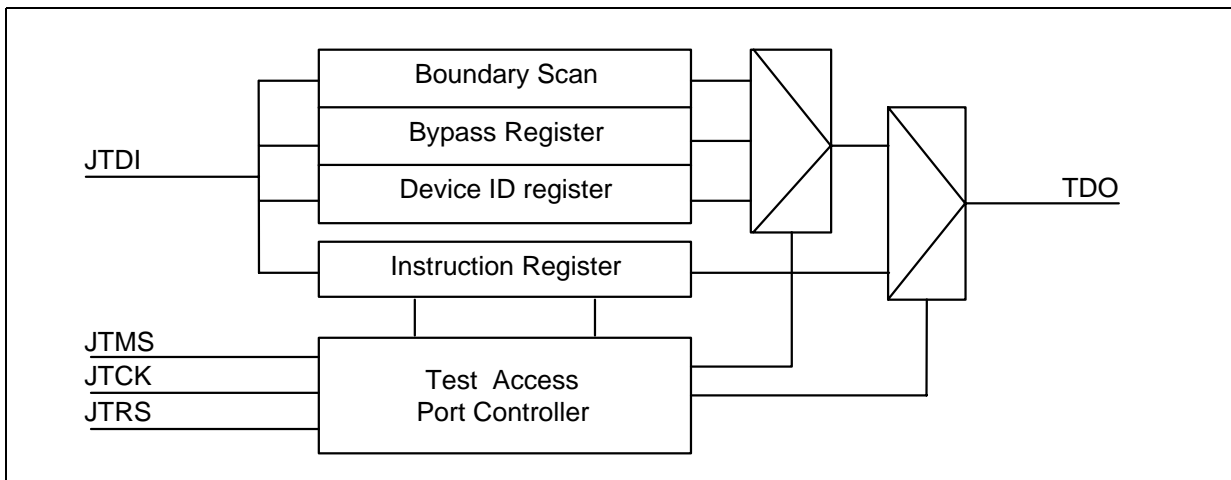 Boundary Scan
Bypass Register
JTDI
Device ID register
TDO
Instruction Register
JTMS
JTCK
JTRS
Test Access
Port Controller